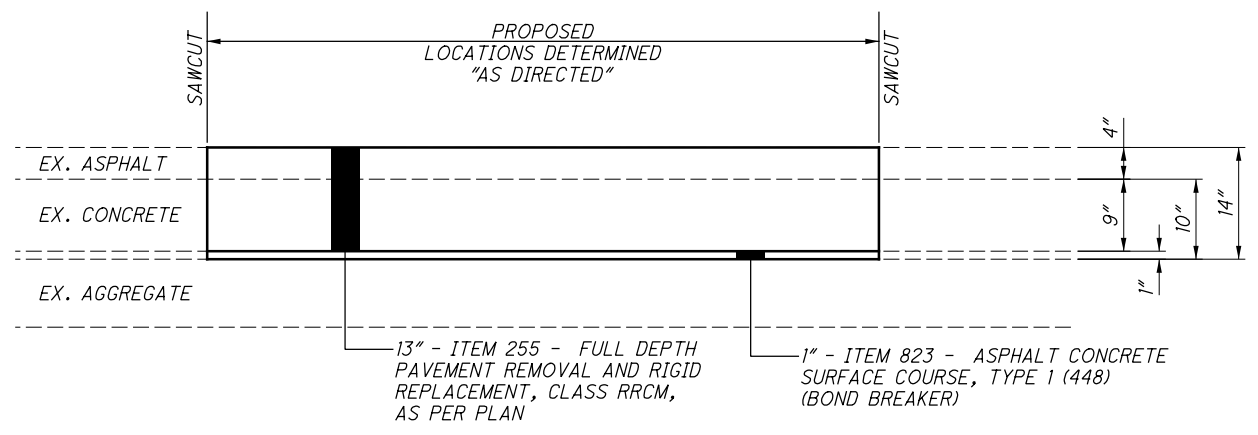 PROPOSED
LOCATIONS DETERMINED
"AS DIRECTED"
SAWCUT
SAWCUT
EX. ASPHALT
EX. CONCRETE
EX. AGGREGATE
4"
9"
10"
14"
1"
13" - ITEM 255 - FULL DEPTH
PAVEMENT REMOVAL AND RIGID
REPLACEMENT, CLASS RRCM,
AS PER PLAN
1" - ITEM 823 - ASPHALT CONCRETE
SURFACE COURSE, TYPE 1 (448)
(BOND BREAKER)